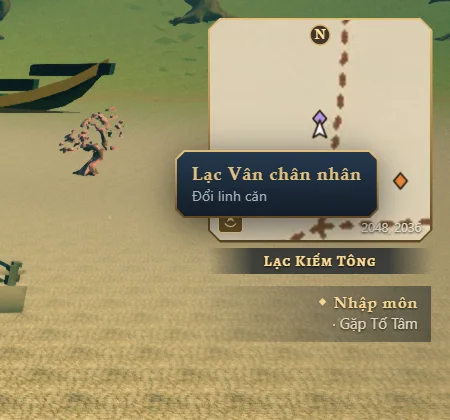 N
Lạc Vân chân nhân
Đổi linh căn
2048, 2036
Lạc Kiếm Tông
Nhập môn
· Gặp Tố Tâm